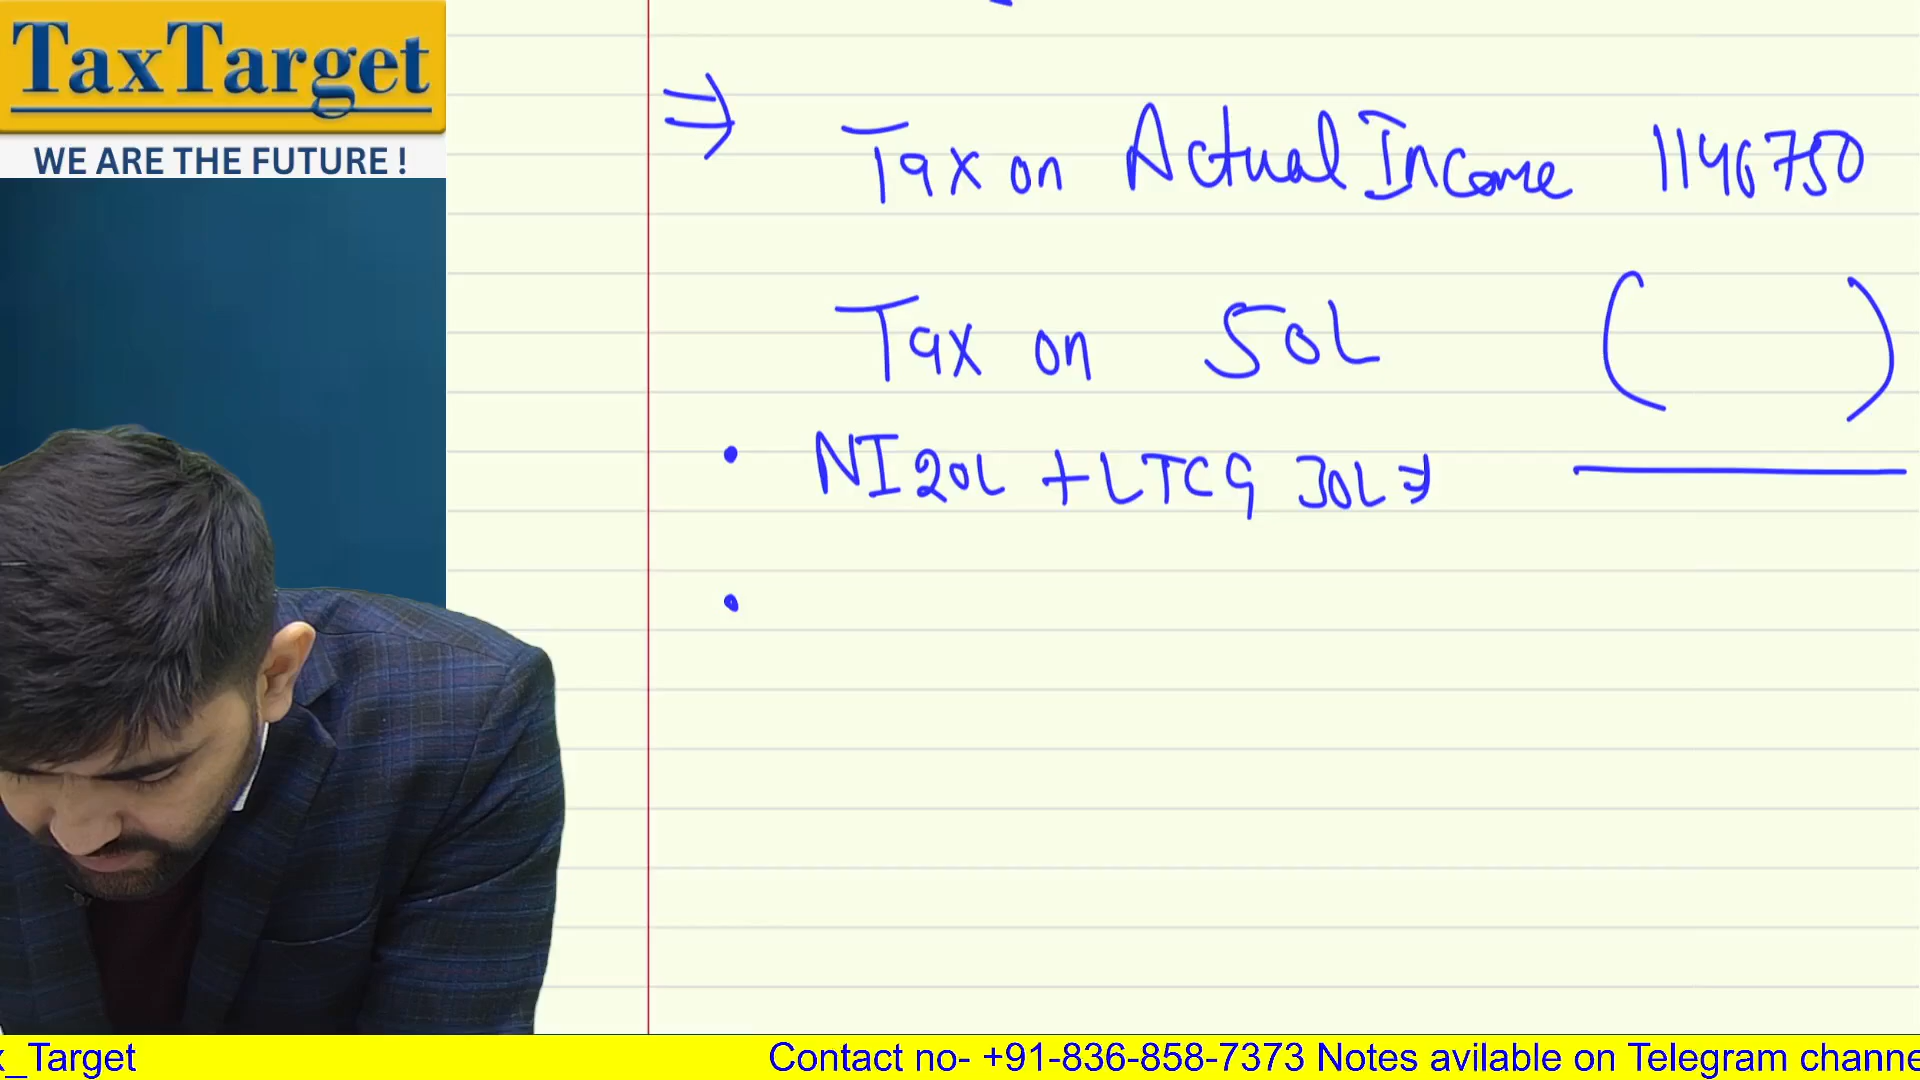 TaxTarget
WE ARE THE FUTURE !
⇒ Tax on Actual Income 1146750
Tax on 50L ( )
• NI 20L + LTCG 30L ⇒
•
x_Target
Contact no- +91-836-858-7373 Notes avilable on Telegram channe